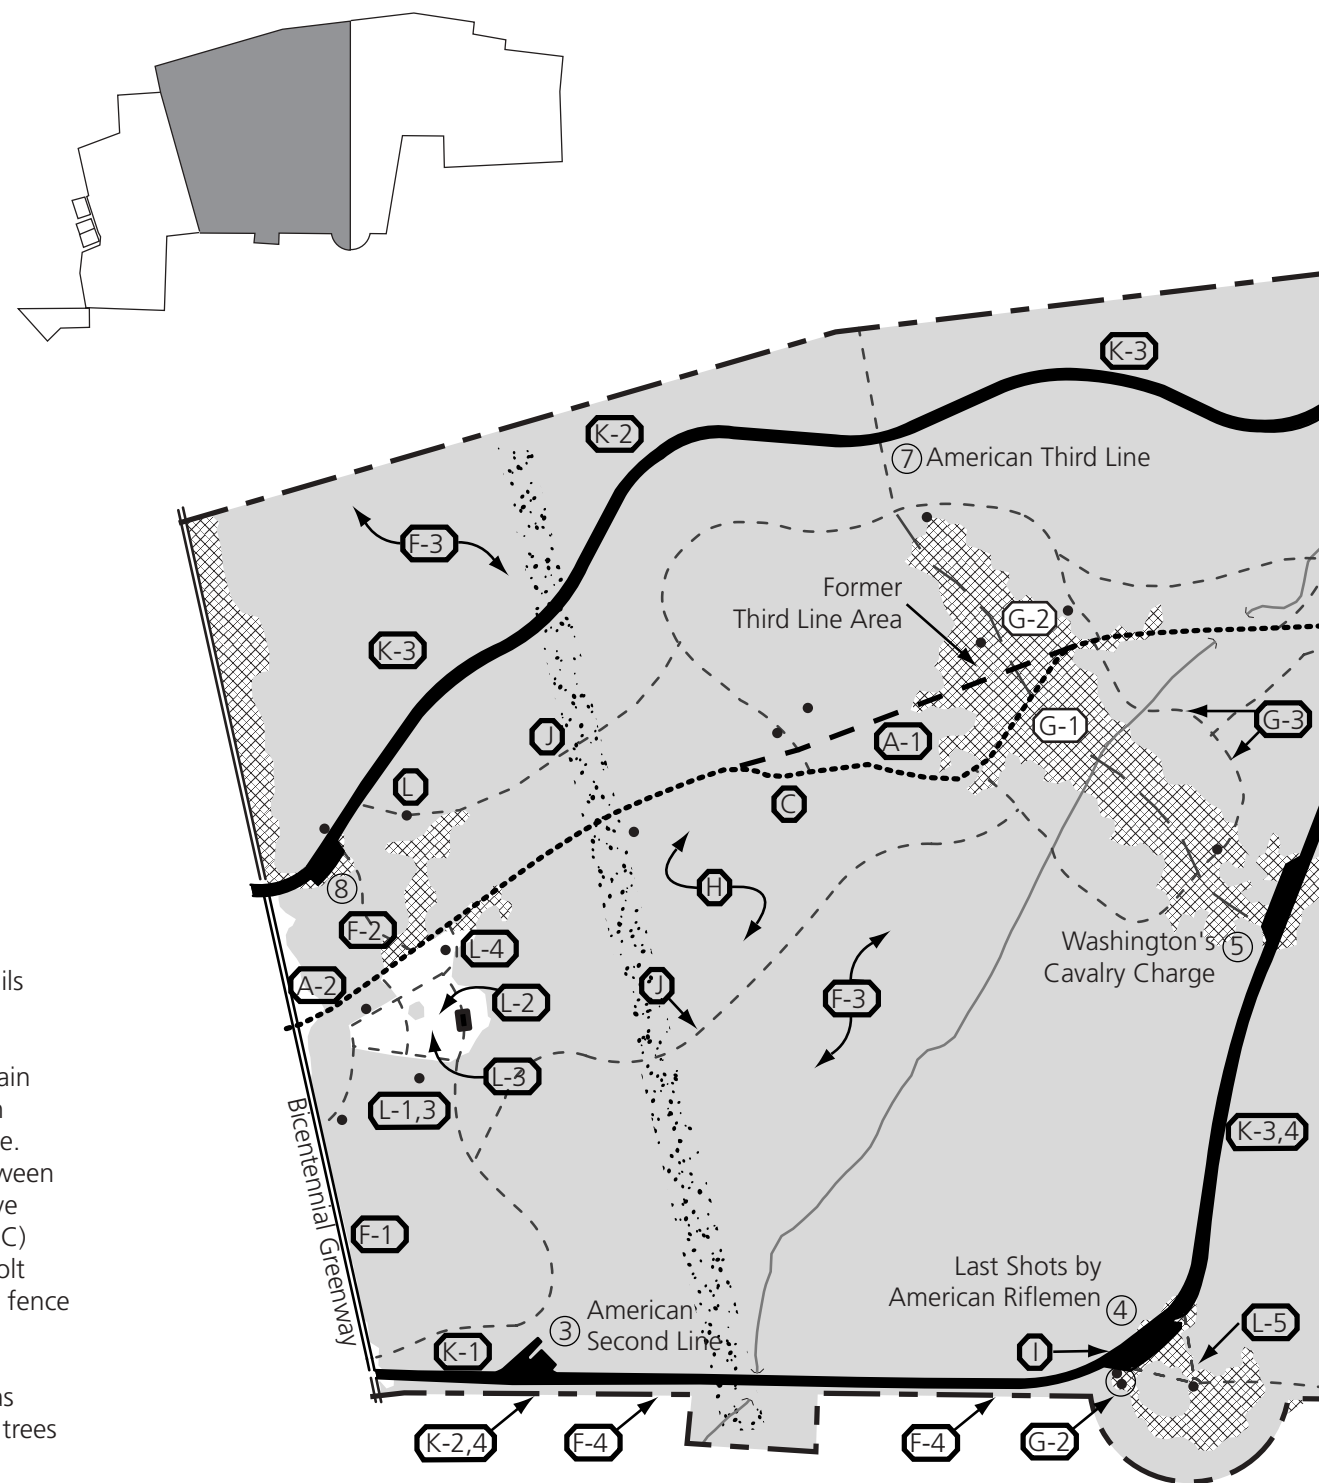 K-3
K-2
7 American Third Line
F-3
Former
Third Line Area
G-2
K-3
G-1
G-3
J
A-1
L
C
8
H
F-2
L-4
Washington's 5
Cavalry Charge
ils
A-2
L-2
J
F-3
ain
L-3
L-1,3
e.
K-3,4
ween
ve
Bicentennial Greenway
F-1
C)
olt
fence
Last Shots by
American Riflemen 4
3 American
Second Line
L-5
K-1
I
as
trees
K-2,4
F-4
F-4
G-2